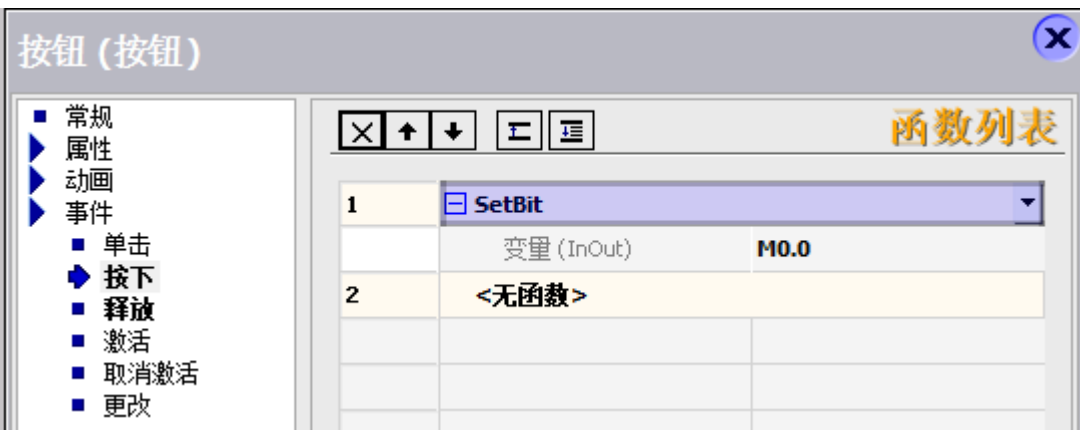 按钮 (按钮)
常规
属性
动画
事件
单击
按下
释放
激活
取消激活
更改
函数列表
1 SetBit
变量 (InOut) M0.0
2 <无函数>